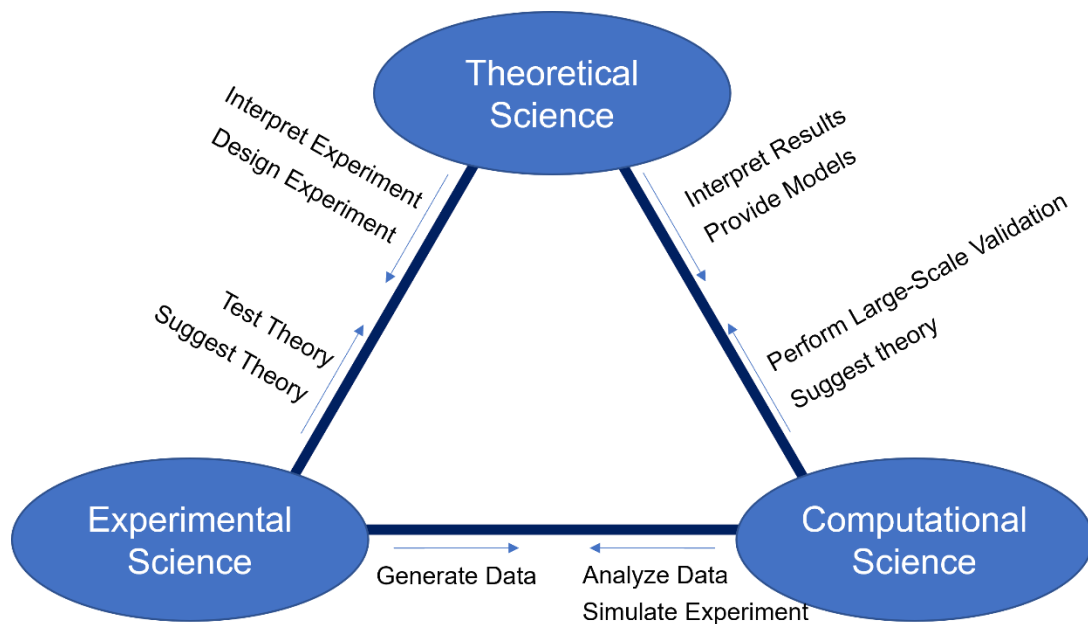 Theoretical
Science
Interpret Experiment
Design Experiment
Interpret Results
Provide Models
Test Theory
Suggest Theory
Perform Large-Scale Validation
Suggest theory
Experimental
Science
Computational
Science
Generate Data
Analyze Data
Simulate Experiment